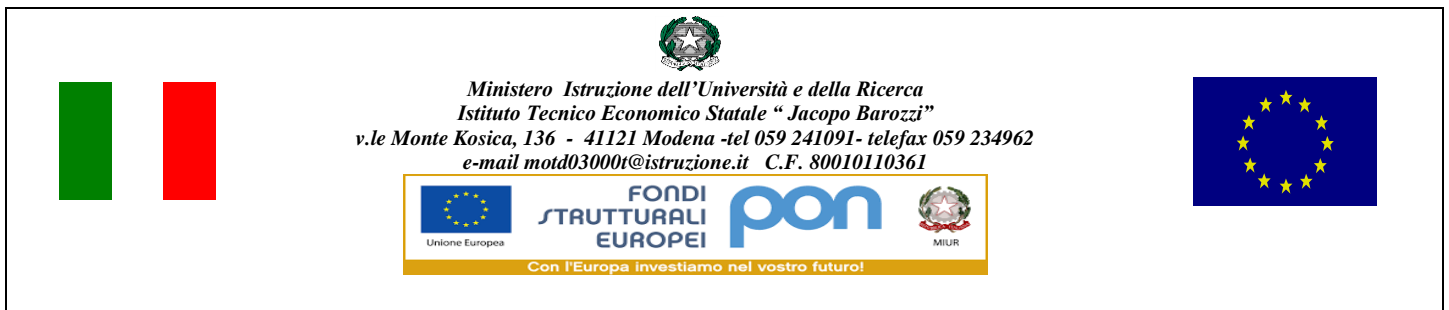 Ministero Istruzione dell'Università e della Ricerca
Istituto Tecnico Economico Statale “ Jacopo Barozzi”
v.le Monte Kosica, 136 - 41121 Modena -tel 059 241091- telefax 059 234962
e-mail motd03000t@istruzione.it C.F. 80010110361
FONDI
STRUTTURALI
EUROPEI
pon
Unione Europea
MIUR
Con l'Europa investiamo nel vostro futuro!